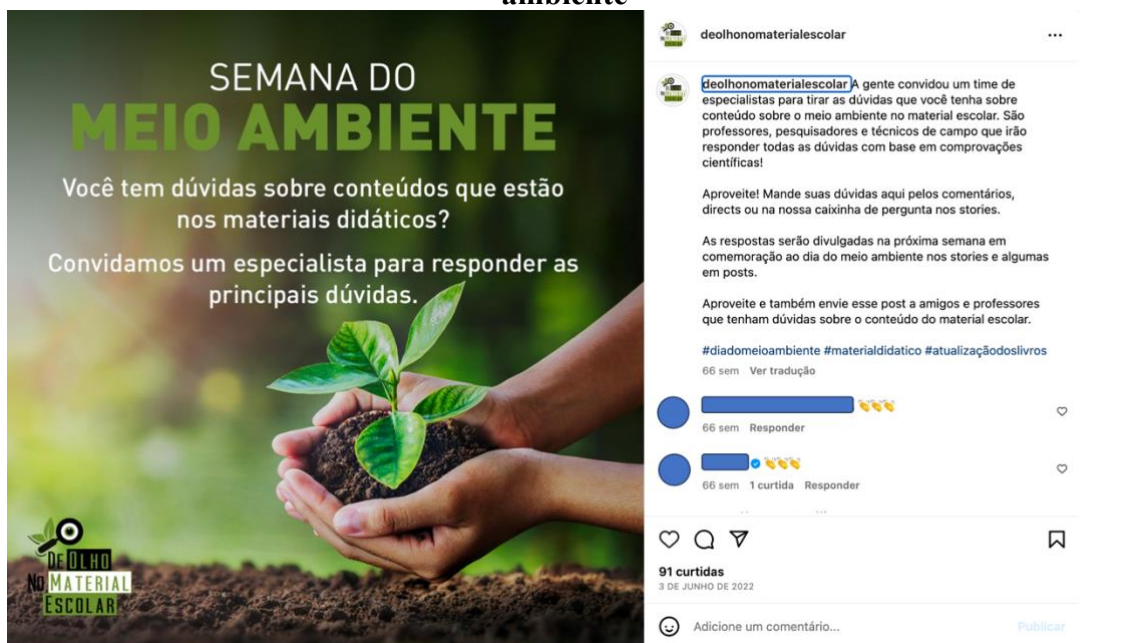 ambiente
SEMANA DO
MEIO AMBIENTE
Você tem dúvidas sobre conteúdos que estão
nos materiais didáticos?
Convidamos um especialista para responder as
principais dúvidas.
DE OLHO
NO MATERIAL
ESCOLAR
deolhonomaterialescolar
deolhonomaterialescolar A gente convidou um time de
especialistas para tirar as dúvidas que você tenha sobre
conteúdo sobre o meio ambiente no material escolar. São
professores, pesquisadores e técnicos de campo que irão
responder todas as dúvidas com base em comprovações
científicas!
Aproveite! Mande suas dúvidas aqui pelos comentários,
directs ou na nossa caixinha de pergunta nos stories.
As respostas serão divulgadas na próxima semana em
comemoração ao dia do meio ambiente nos stories e algumas
em posts.
Aproveite e também envie esse post a amigos e professores
que tenham dúvidas sobre o conteúdo do material escolar.
#diadomeioambiente #materialdidatico #atualizaçãodoslivros
66 sem Ver tradução
👏👏👏
66 sem Responder
👏👏👏
66 sem 1 curtida Responder
91 curtidas
3 DE JUNHO DE 2022
Adicione um comentário... Publicar